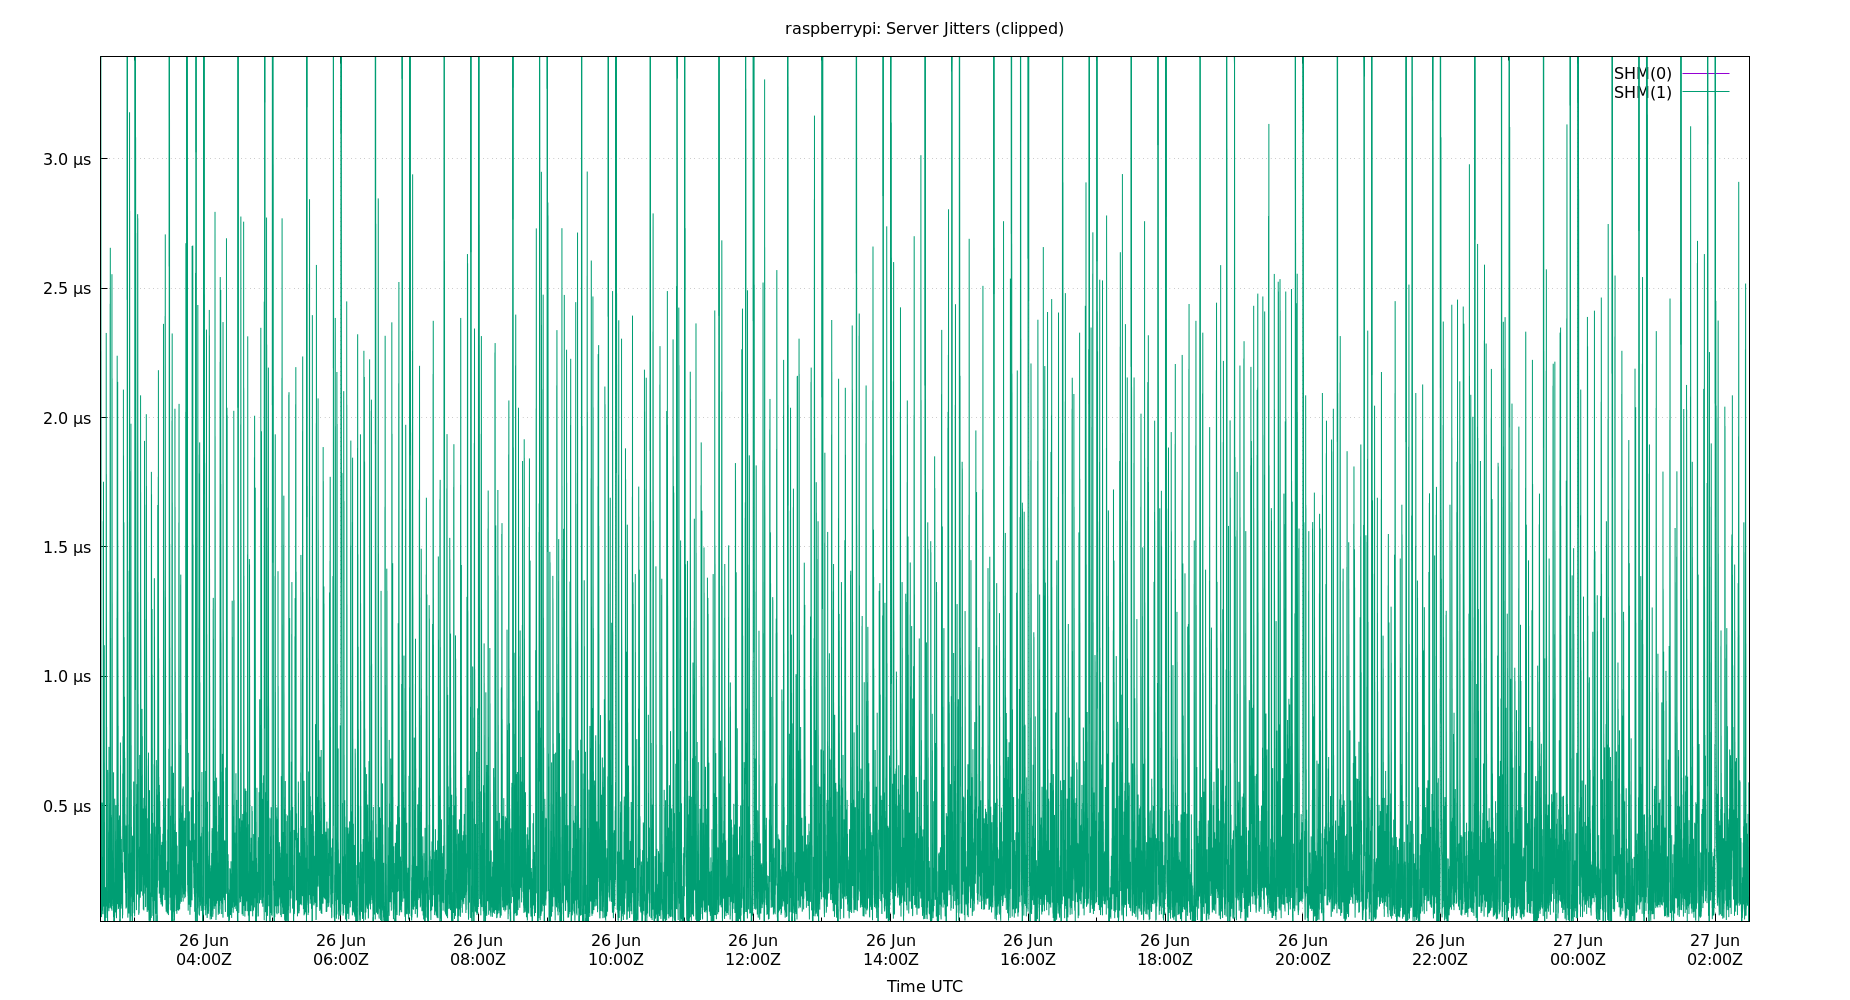 raspberrypi: Server Jitters (clipped)
SHM(0)
SHM(1)
3.0 µs
2.5 µs
2.0 µs
1.5 µs
1.0 µs
0.5 µs
26 Jun 26 Jun 26 Jun 26 Jun 26 Jun 26 Jun 26 Jun 26 Jun 26 Jun 26 Jun 27 Jun 27 Jun
04:00Z 06:00Z 08:00Z 10:00Z 12:00Z 14:00Z 16:00Z 18:00Z 20:00Z 22:00Z 00:00Z 02:00Z
Time UTC